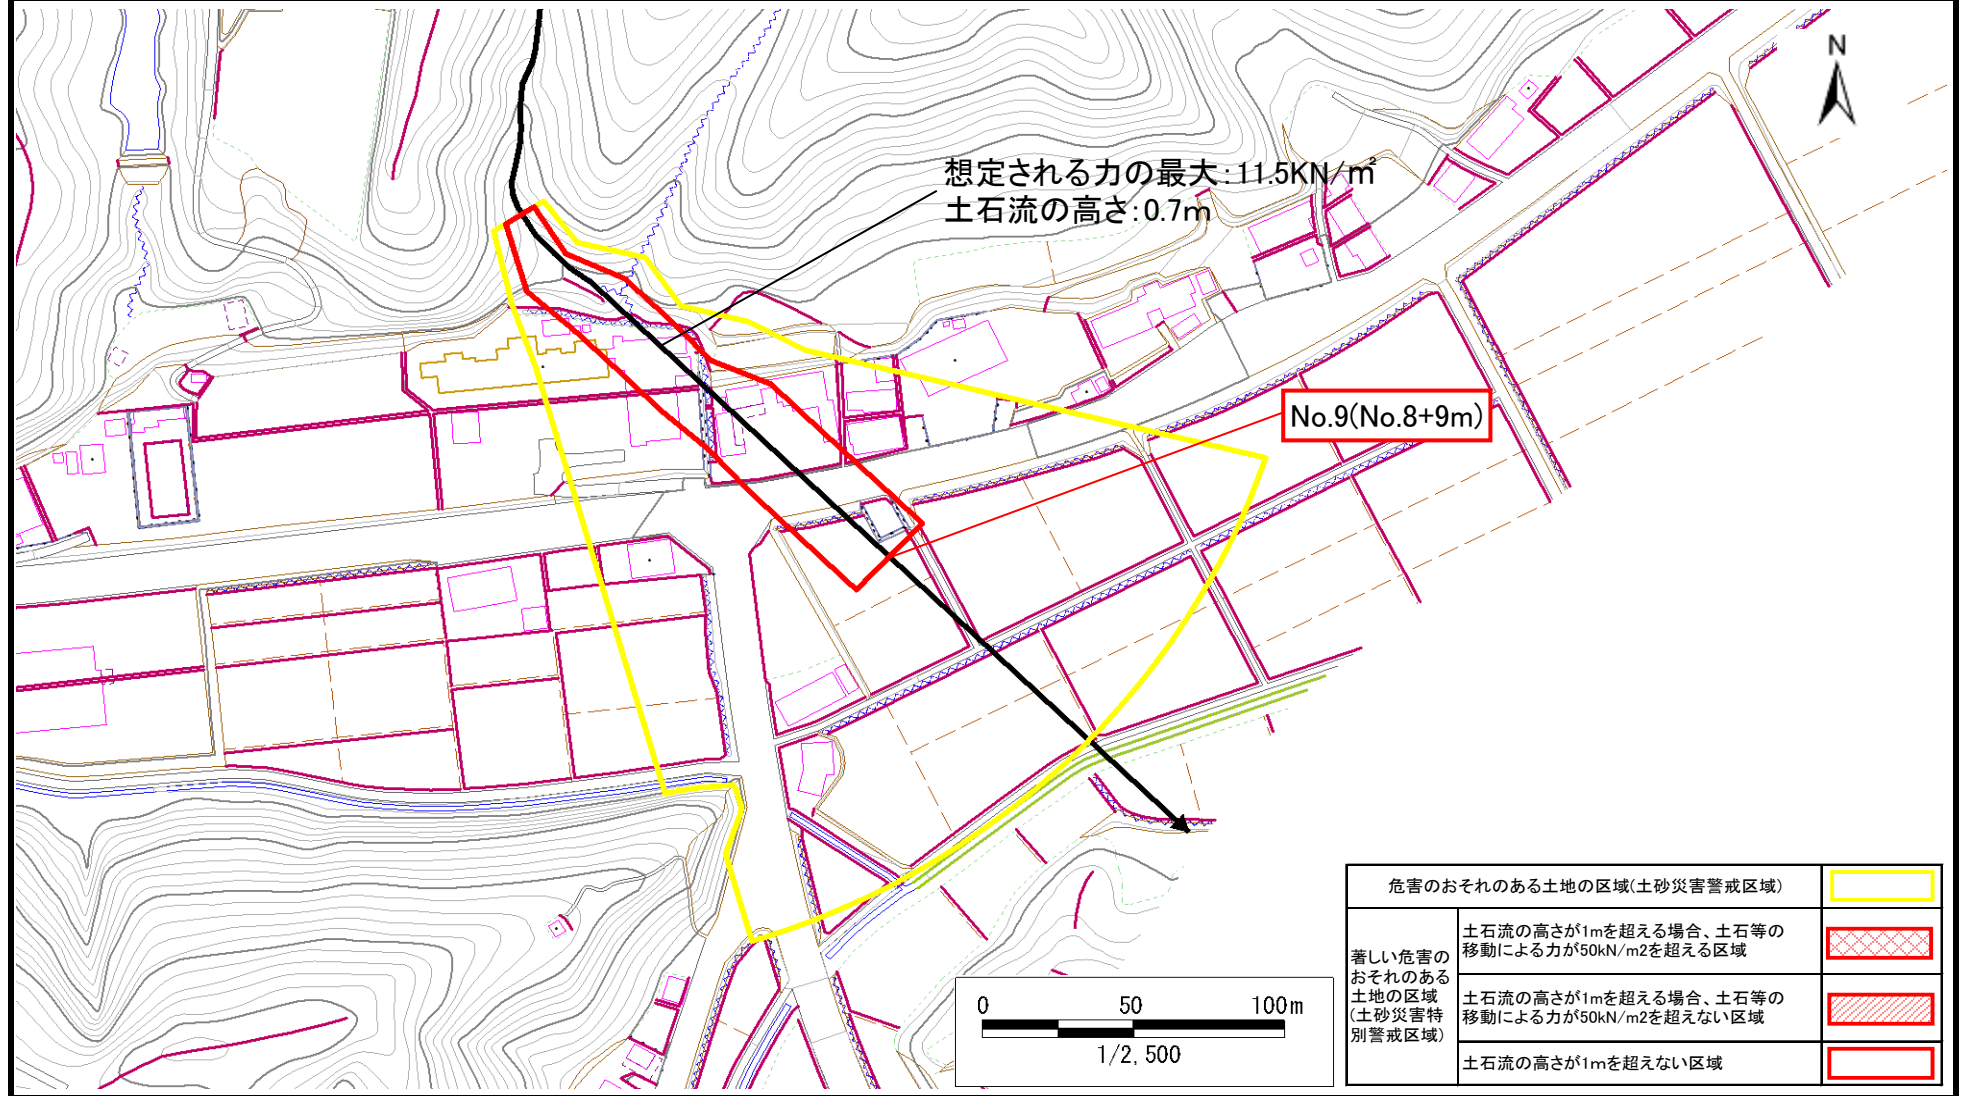 N
想定される力の最大:11.5KN/㎡
土石流の高さ:0.7m
No.9(No.8+9m)
危害のおそれのある土地の区域(土砂災害警戒区域)
著しい危害の
おそれのある
土地の区域
(土砂災害特
別警戒区域)
土石流の高さが1mを超える場合、土石等の
移動による力が50kN/m2を超える区域
土石流の高さが1mを超える場合、土石等の
移動による力が50kN/m2を超えない区域
土石流の高さが1mを超えない区域
0 50 100m
1/2,500